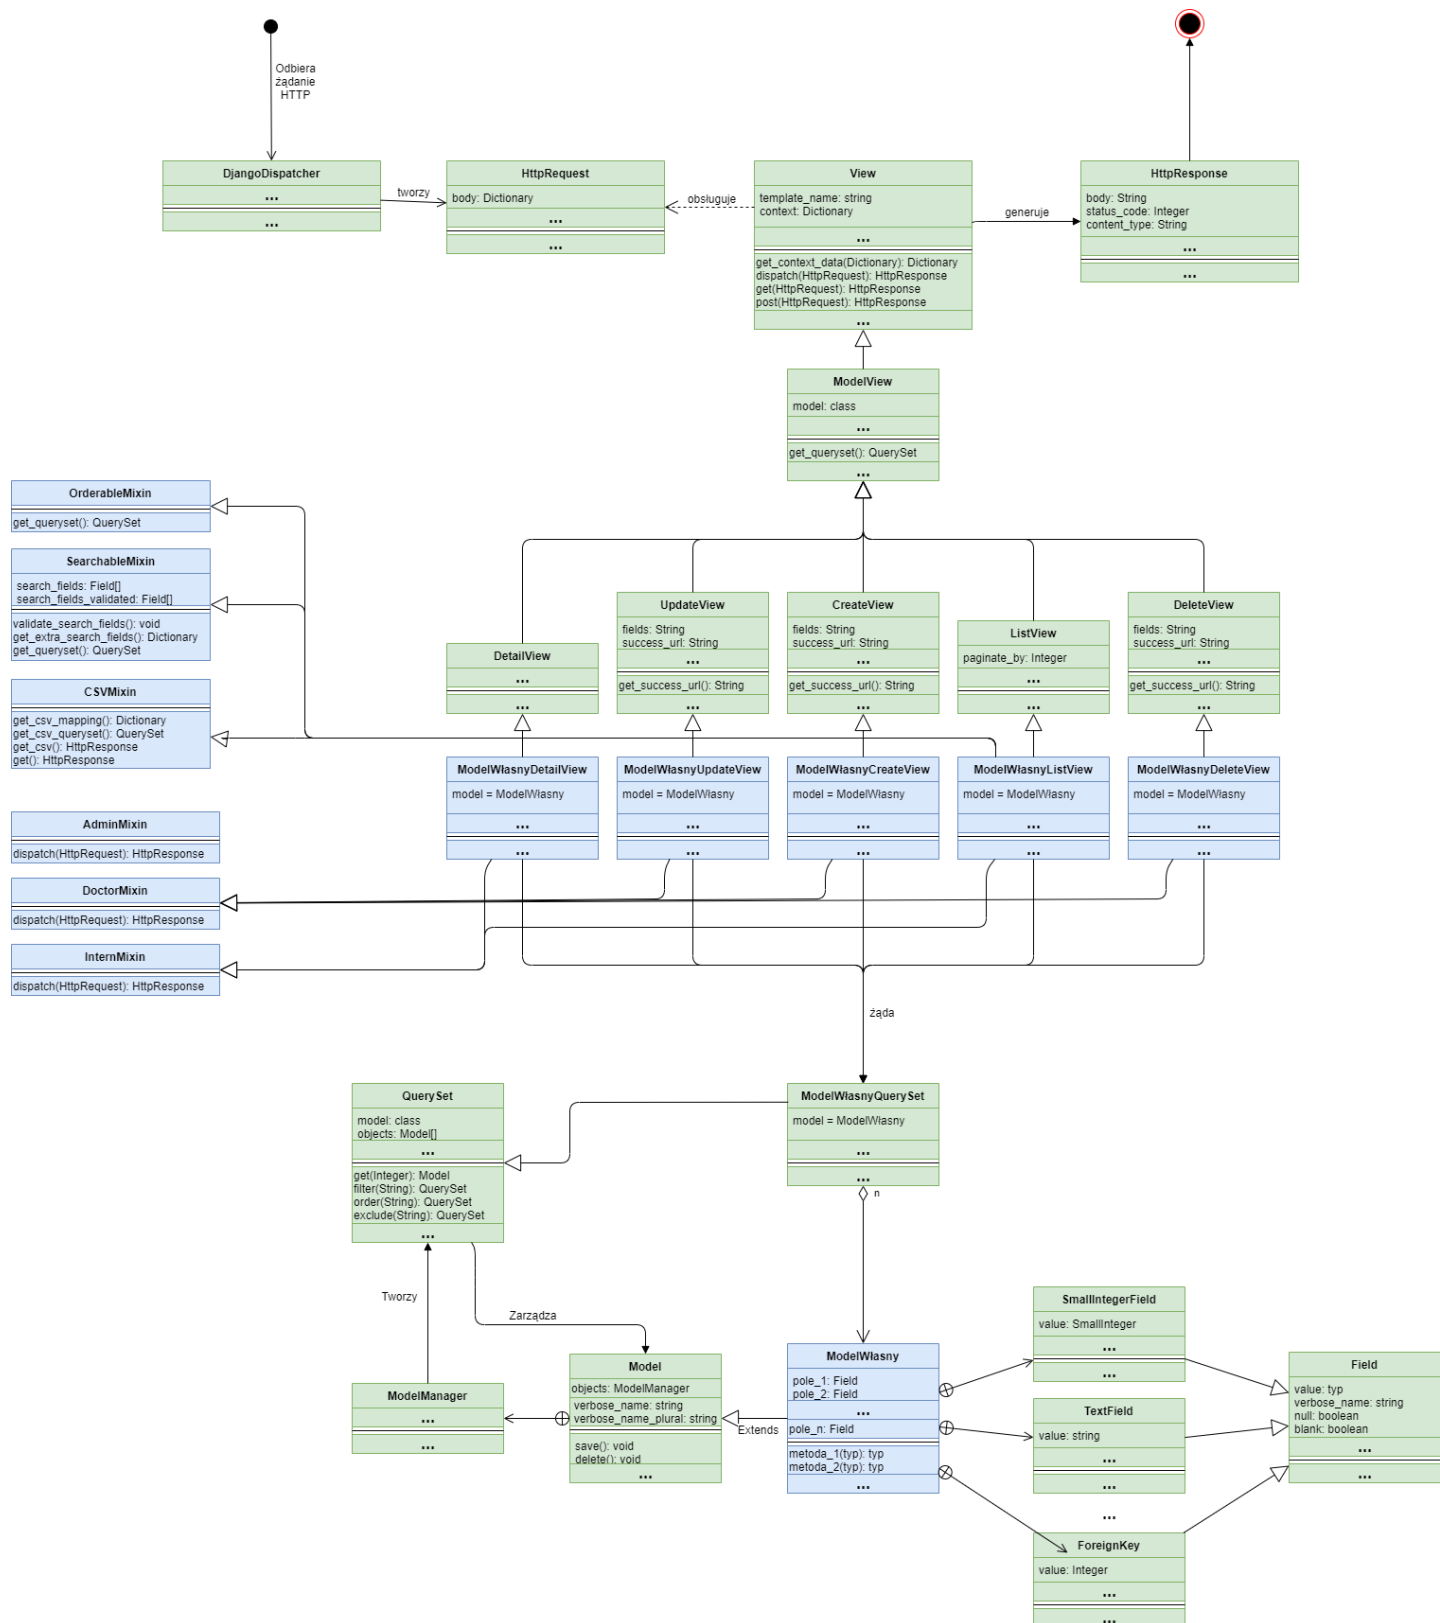 Odbiera
żądanie
HTTP
DjangoDispatcher
...
...
tworzy
HttpRequest
body: Dictionary
...
...
obsługuje
View
template_name: string
context: Dictionary
...
get_context_data(Dictionary): Dictionary
dispatch(HttpRequest): HttpResponse
get(HttpRequest): HttpResponse
post(HttpRequest): HttpResponse
...
generuje
HttpResponse
body: String
status_code: Integer
content_type: String
...
...
ModelView
model: class
...
get_queryset(): QuerySet
...
OrderableMixin
get_queryset(): QuerySet
SearchableMixin
search_fields: Field[]
search_fields_validated: Field[]
validate_search_fields(): void
get_extra_search_fields(): Dictionary
get_queryset(): QuerySet
CSVMixin
get_csv_mapping(): Dictionary
get_csv_queryset(): QuerySet
get_csv(): HttpResponse
get(): HttpResponse
AdminMixin
dispatch(HttpRequest): HttpResponse
DoctorMixin
dispatch(HttpRequest): HttpResponse
InternMixin
dispatch(HttpRequest): HttpResponse
DetailView
...
UpdateView
fields: String
success_url: String
...
get_success_url(): String
CreateView
fields: String
success_url: String
...
get_success_url(): String
ListView
paginate_by: Integer
...
DeleteView
fields: String
success_url: String
...
get_success_url(): String
ModelWłasnyDetailView
model = ModelWłasny
...
...
ModelWłasnyUpdateView
model = ModelWłasny
...
...
ModelWłasnyCreateView
model = ModelWłasny
...
...
ModelWłasnyListView
model = ModelWłasny
...
...
ModelWłasnyDeleteView
model = ModelWłasny
...
...
żąda
QuerySet
model: class
objects: Model[]
...
get(Integer): Model
filter(String): QuerySet
order(String): QuerySet
exclude(String): QuerySet
...
ModelWłasnyQuerySet
model = ModelWłasny
...
...
n
Tworzy
Zarządza
ModelManager
...
...
Model
objects: ModelManager
verbose_name: string
verbose_name_plural: string
save(): void
delete(): void
...
Extends
ModelWłasny
pole_1: Field
pole_2: Field
...
pole_n: Field
metoda_1(typ): typ
metoda_2(typ): typ
...
SmallIntegerField
value: SmallInteger
...
...
TextField
value: string
...
...
...
ForeignKey
value: Integer
...
...
Field
value: typ
verbose_name: string
null: boolean
blank: boolean
...
...